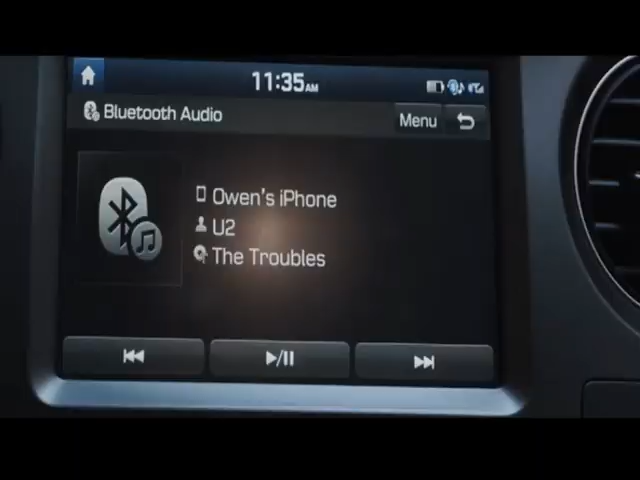 11:35AM
Bluetooth Audio
Menu
Owen's iPhone
U2
The Troubles